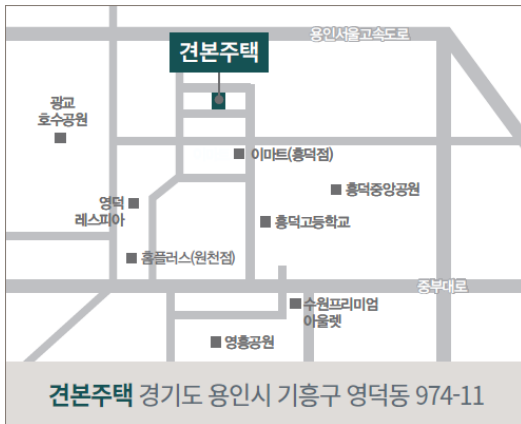 용인서울고속도로
견본주택
광교
호수공원
이마트(흥덕점)
흥덕중앙공원
영덕
레스피아
흥덕고등학교
홈플러스(원천점)
중부대로
수원프리미엄
아울렛
영흥공원
견본주택 경기도 용인시 기흥구 영덕동 974-11